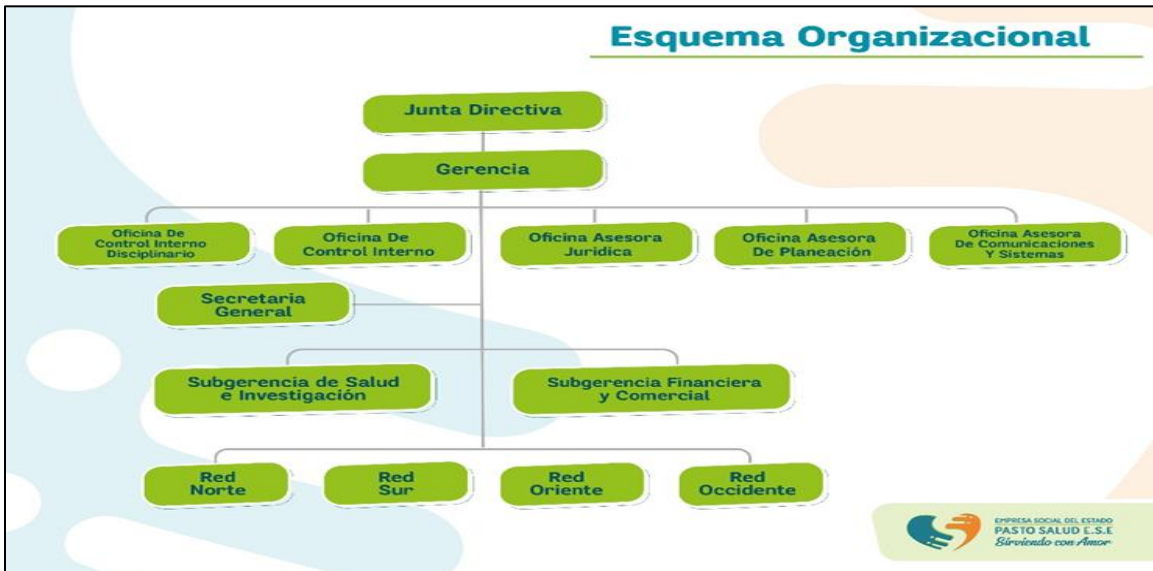 Esquema Organizacional
Junta Directiva
Gerencia
Oficina De
Control Interno
Disciplinario
Oficina De
Control Interno
Oficina Asesora
Juridica
Oficina Asesora
De Planeación
Oficina Asesora
De Comunicaciones
Y Sistemas
Secretaria
General
Subgerencia de Salud
e Investigación
Subgerencia Financiera
y Comercial
Red
Norte
Red
Sur
Red
Oriente
Red
Occidente
EMPRESA SOCIAL DEL ESTADO
PASTO SALUD E.S.E
Sirviendo con Amor